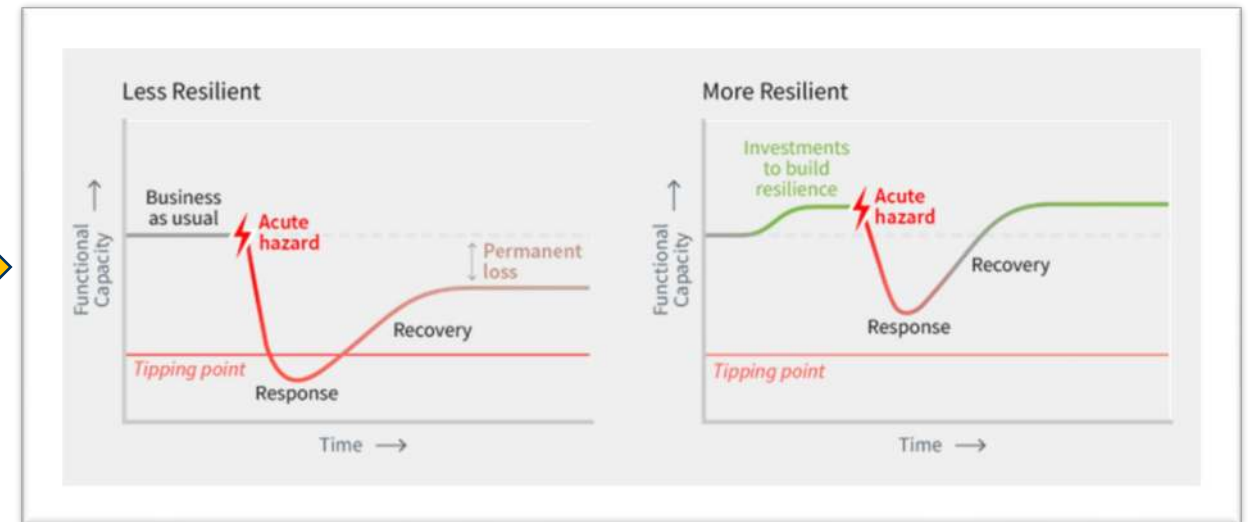 Less Resilient
Functional
Capacity
Business
as usual
Acute
hazard
Permanent
loss
Recovery
Tipping point
Response
Time
More Resilient
Functional
Capacity
Investments
to build
resilience
Acute
hazard
Recovery
Response
Tipping point
Time